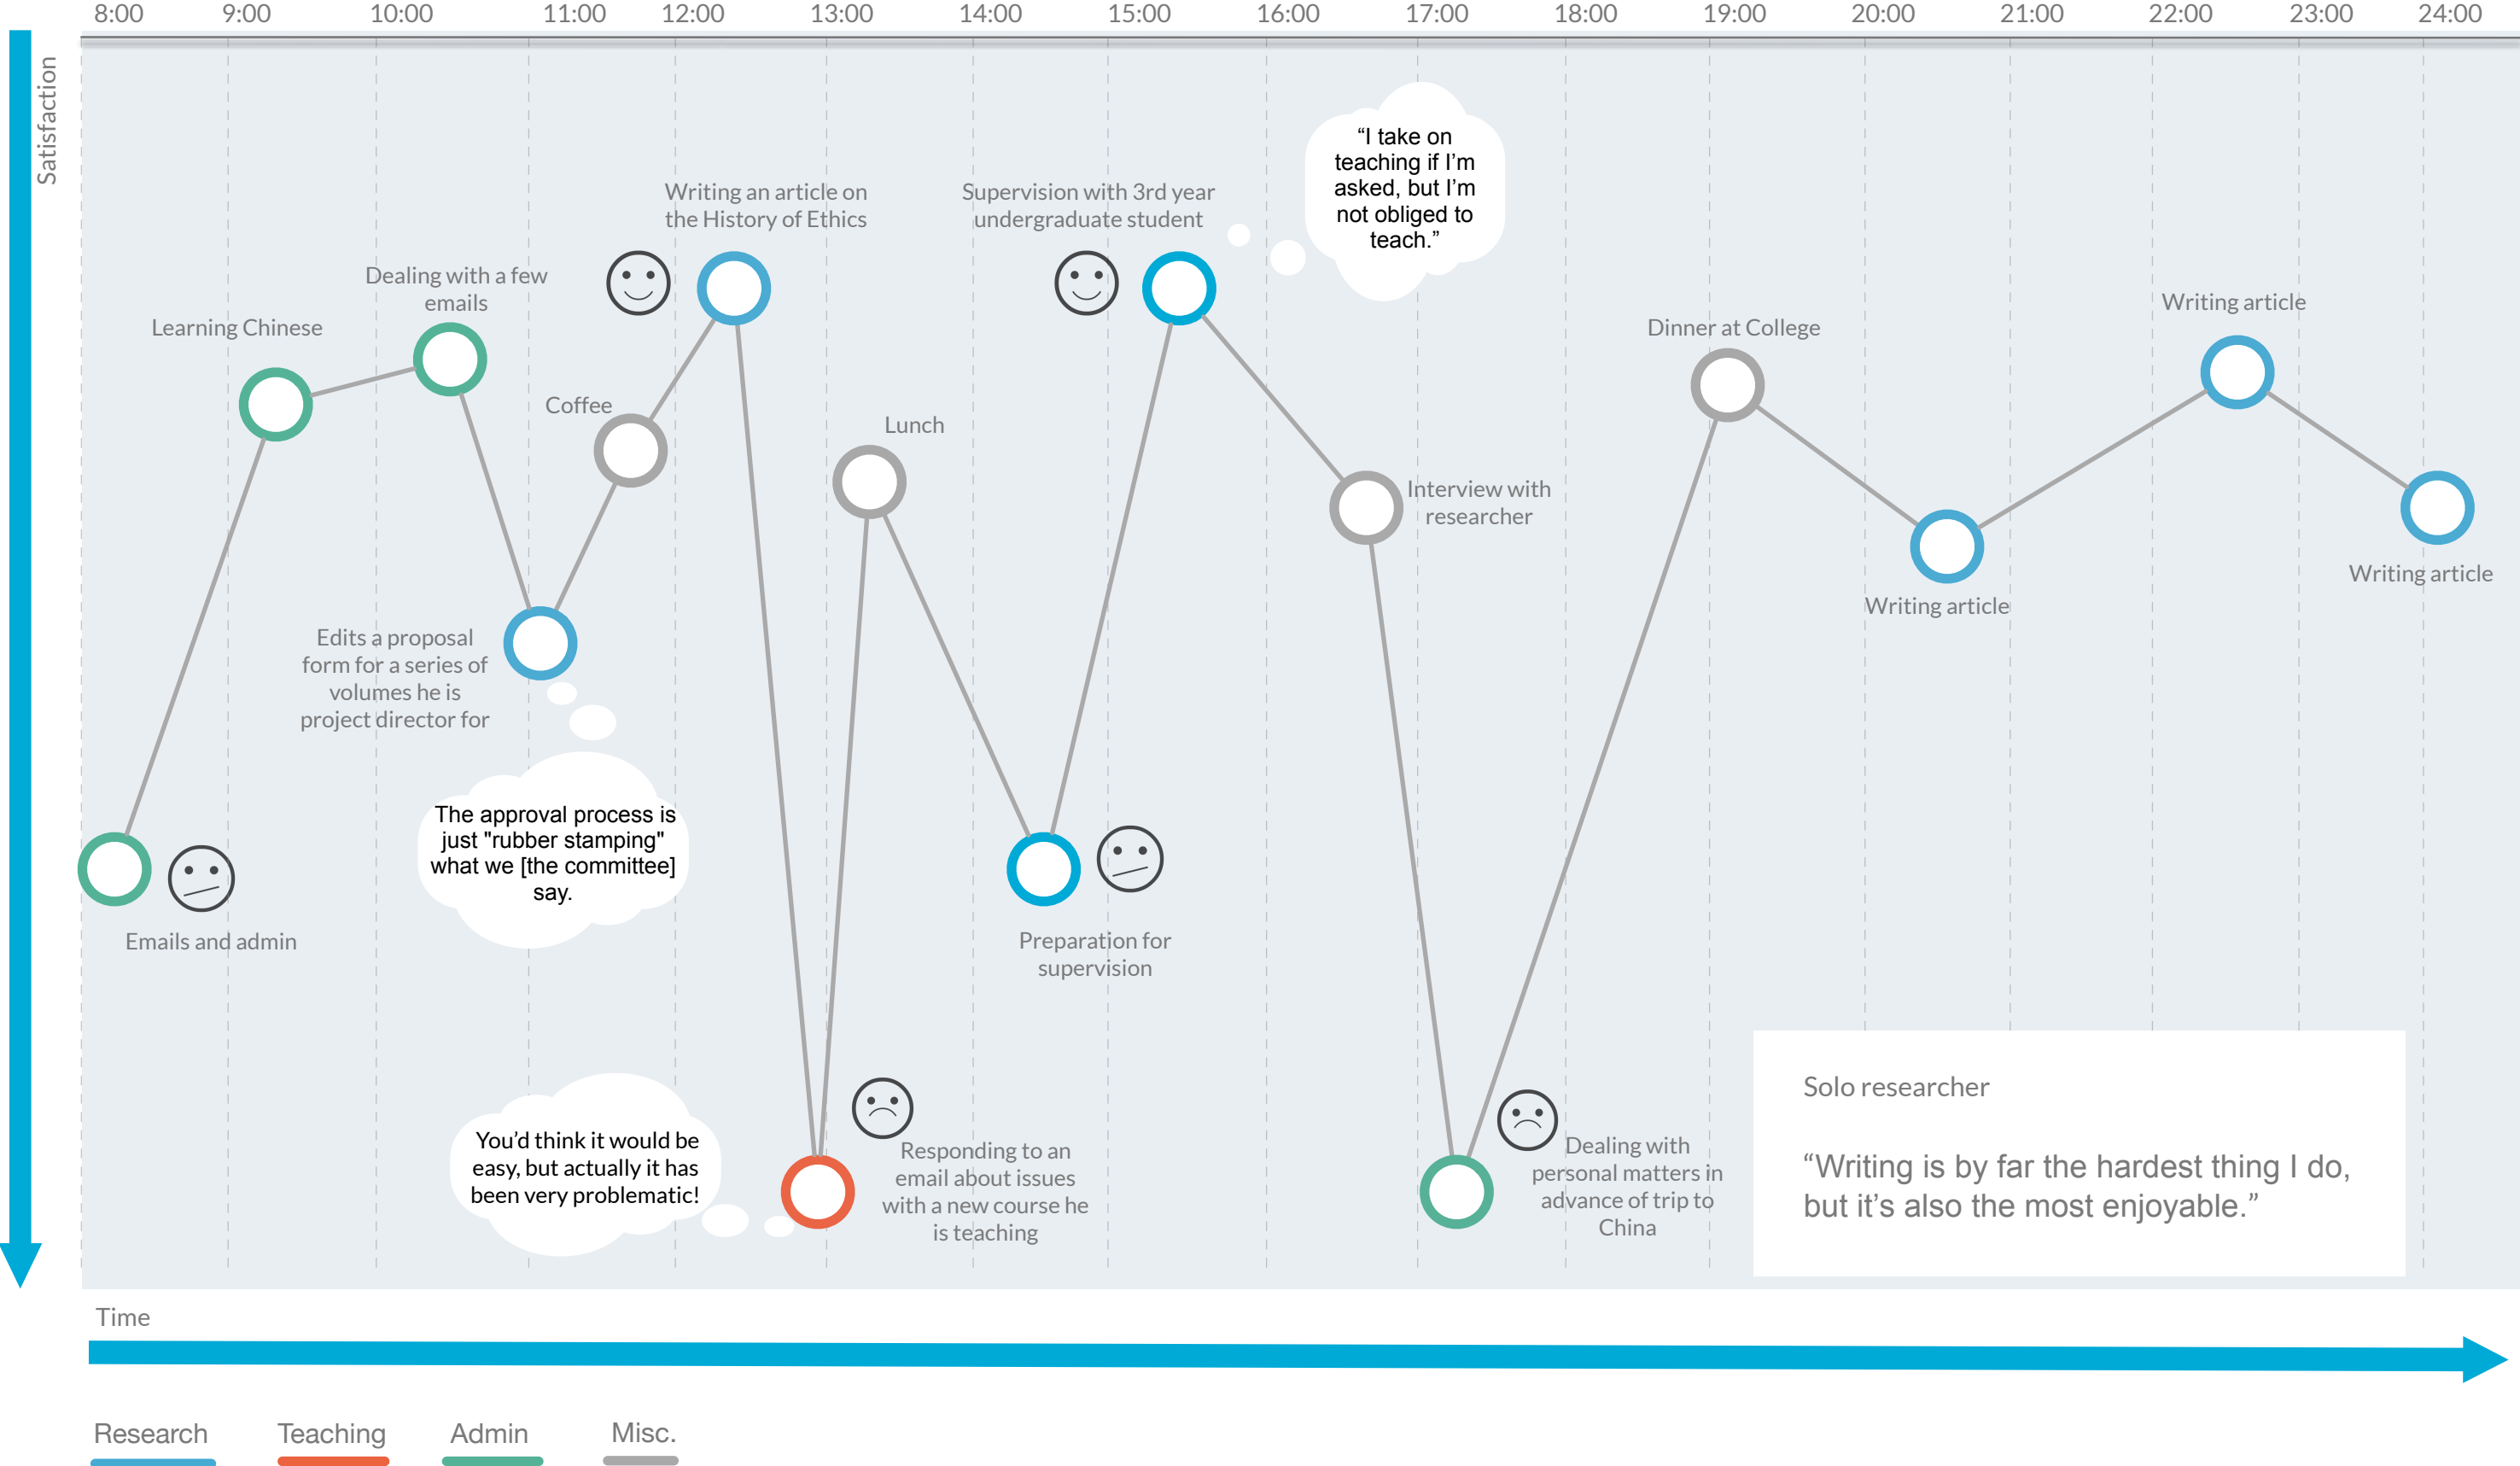 8:00 9:00 10:00 11:00 12:00 13:00 14:00 15:00 16:00 17:00 18:00 19:00 20:00 21:00 22:00 23:00 24:00
Satisfaction
Emails and admin
Learning Chinese
Dealing with a few
emails
Edits a proposal
form for a series of
volumes he is
project director for
The approval process is
just "rubber stamping"
what we [the committee]
say.
Coffee
Writing an article on
the History of Ethics
You’d think it would be
easy, but actually it has
been very problematic!
Responding to an
email about issues
with a new course he
is teaching
Lunch
Preparation for
supervision
Supervision with 3rd year
undergraduate student
“I take on
teaching if I’m
asked, but I’m
not obliged to
teach.”
Interview with
researcher
Dealing with
personal matters in
advance of trip to
China
Dinner at College
Writing article
Writing article
Writing article
Solo researcher
“Writing is by far the hardest thing I do,
but it’s also the most enjoyable.”
Time
Research Teaching Admin Misc.